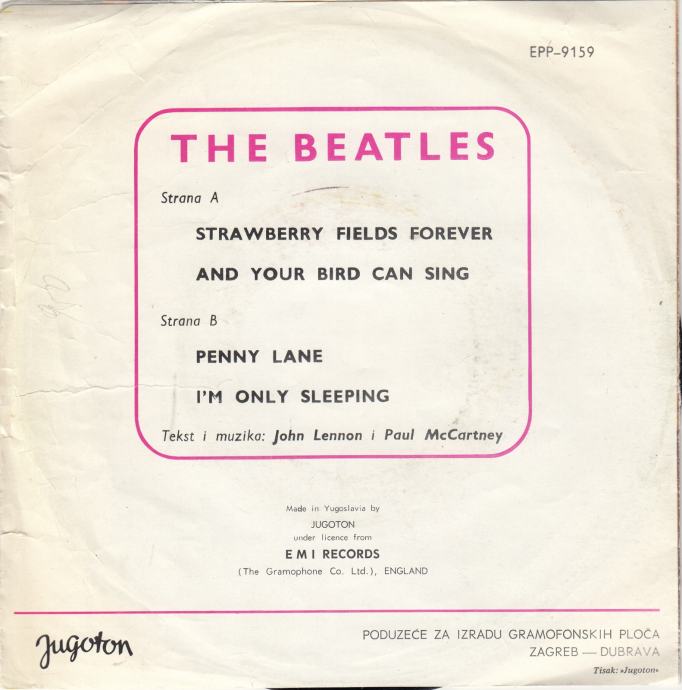 EPP-9159
THE BEATLES
Strana A
STRAWBERRY FIELDS FOREVER
AND YOUR BIRD CAN SING
Strana B
PENNY LANE
I'M ONLY SLEEPING
Tekst i muzika: John Lennon i Paul McCartney
Made in Yugoslavia by
JUGOTON
under licence from
EMI RECORDS
(The Gramophone Co. Ltd.), ENGLAND
Jugoton
PODUZEĆE ZA IZRADU GRAMOFONSKIH PLOČA
ZAGREB — DUBRAVA
Tisak: »Jugoton«